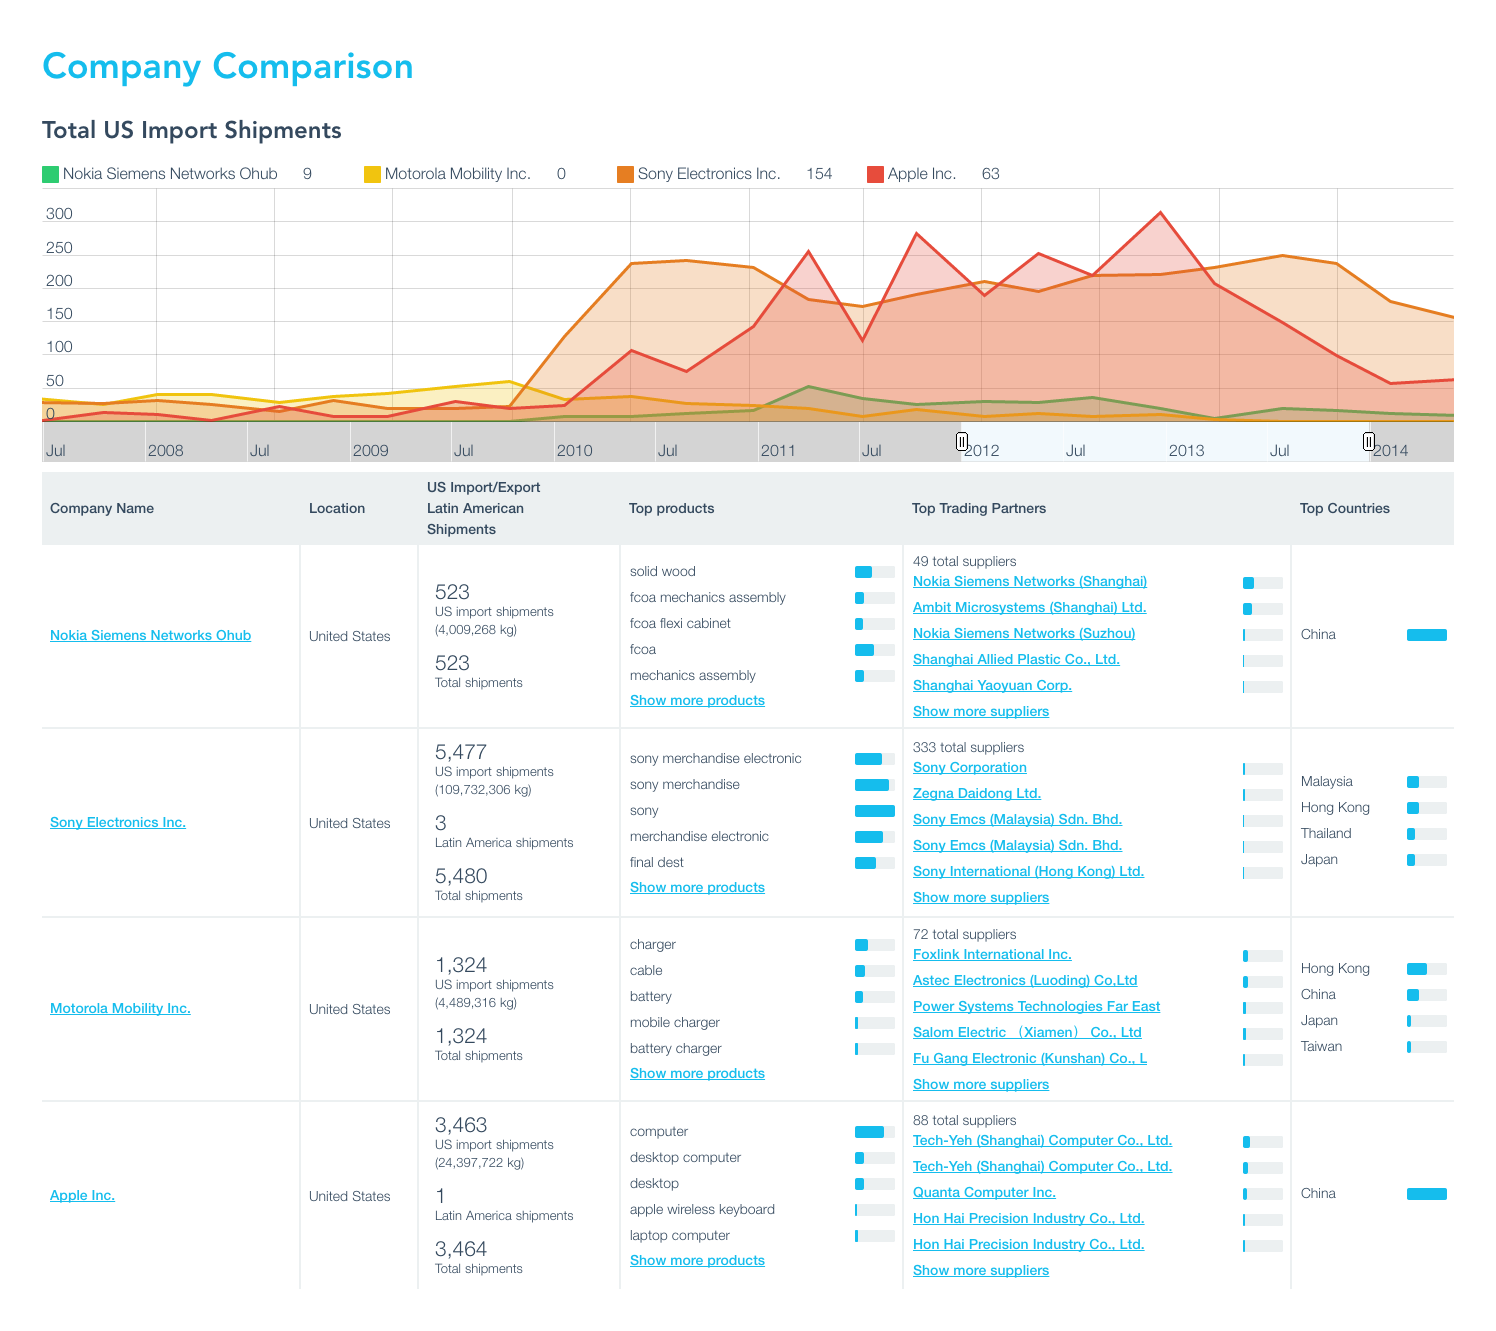 Company Comparison
Total US Import Shipments
Nokia Siemens Networks Ohub 9 Motorola Mobility Inc. 0 Sony Electronics Inc. 154 Apple Inc. 63
300
250
200
150
100
50
0
Jul 2008 Jul 2009 Jul 2010 Jul 2011 Jul 2012 Jul 2013 Jul 2014
Company Name Location US Import/Export Latin American Shipments Top products Top Trading Partners Top Countries
Nokia Siemens Networks Ohub
United States
523
US import shipments
(4,009,268 kg)
523
Total shipments
solid wood
fcoa mechanics assembly
fcoa flexi cabinet
fcoa
mechanics assembly
Show more products
49 total suppliers
Nokia Siemens Networks (Shanghai)
Ambit Microsystems (Shanghai) Ltd.
Nokia Siemens Networks (Suzhou)
Shanghai Allied Plastic Co., Ltd.
Shanghai Yaoyuan Corp.
Show more suppliers
China
Sony Electronics Inc.
United States
5,477
US import shipments
(109,732,306 kg)
3
Latin America shipments
5,480
Total shipments
sony merchandise electronic
sony merchandise
sony
merchandise electronic
final dest
Show more products
333 total suppliers
Sony Corporation
Zegna Daidong Ltd.
Sony Emcs (Malaysia) Sdn. Bhd.
Sony Emcs (Malaysia) Sdn. Bhd.
Sony International (Hong Kong) Ltd.
Show more suppliers
Malaysia
Hong Kong
Thailand
Japan
Motorola Mobility Inc.
United States
1,324
US import shipments
(4,489,316 kg)
1,324
Total shipments
charger
cable
battery
mobile charger
battery charger
Show more products
72 total suppliers
Foxlink International Inc.
Astec Electronics (Luoding) Co,Ltd
Power Systems Technologies Far East
Salom Electric （Xiamen） Co., Ltd
Fu Gang Electronic (Kunshan) Co., L
Show more suppliers
Hong Kong
China
Japan
Taiwan
Apple Inc.
United States
3,463
US import shipments
(24,397,722 kg)
1
Latin America shipments
3,464
Total shipments
computer
desktop computer
desktop
apple wireless keyboard
laptop computer
Show more products
88 total suppliers
Tech-Yeh (Shanghai) Computer Co., Ltd.
Tech-Yeh (Shanghai) Computer Co., Ltd.
Quanta Computer Inc.
Hon Hai Precision Industry Co., Ltd.
Hon Hai Precision Industry Co., Ltd.
Show more suppliers
China